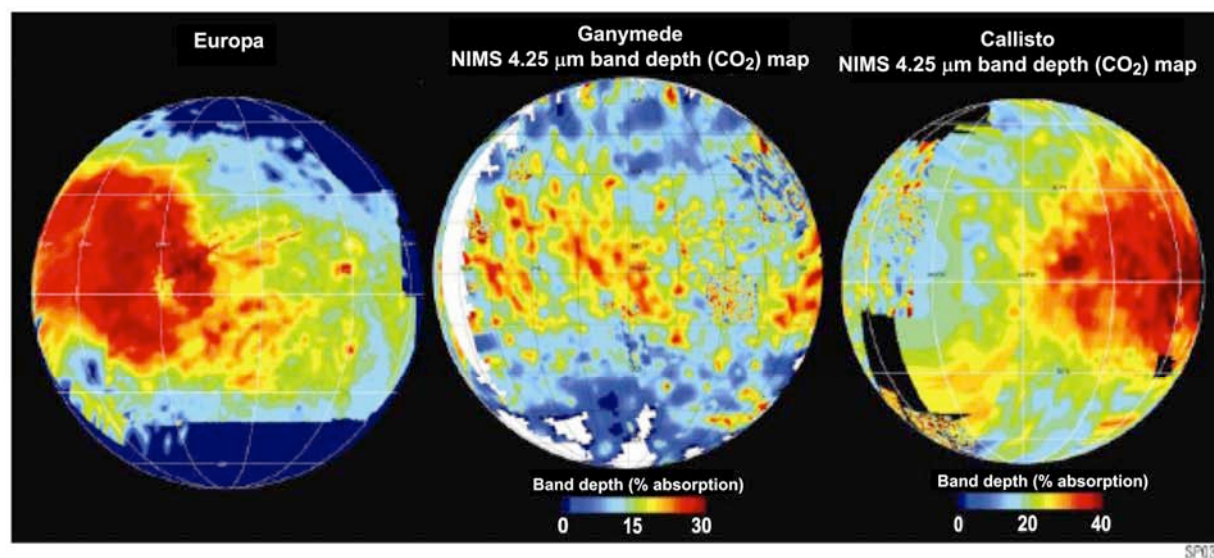 Europa
Ganymede
NIMS 4.25 μm band depth (CO₂) map
Callisto
NIMS 4.25 μm band depth (CO₂) map
Band depth (% absorption)
0 15 30
Band depth (% absorption)
0 20 40